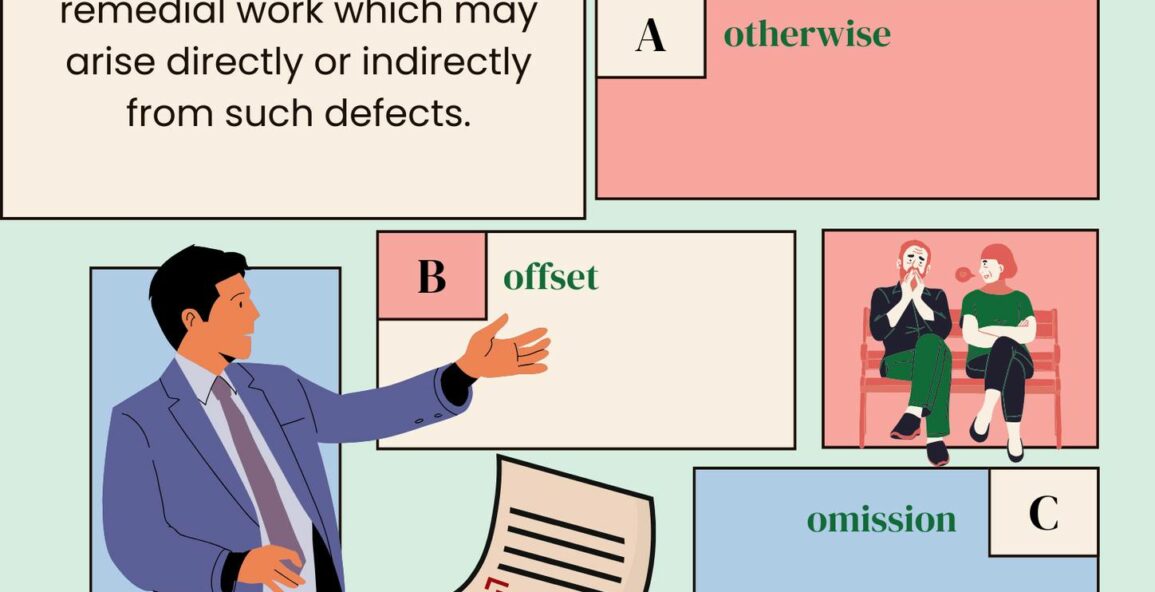 remedial work which may
arise directly or indirectly
from such defects.
A
otherwise
B
offset
omission
C